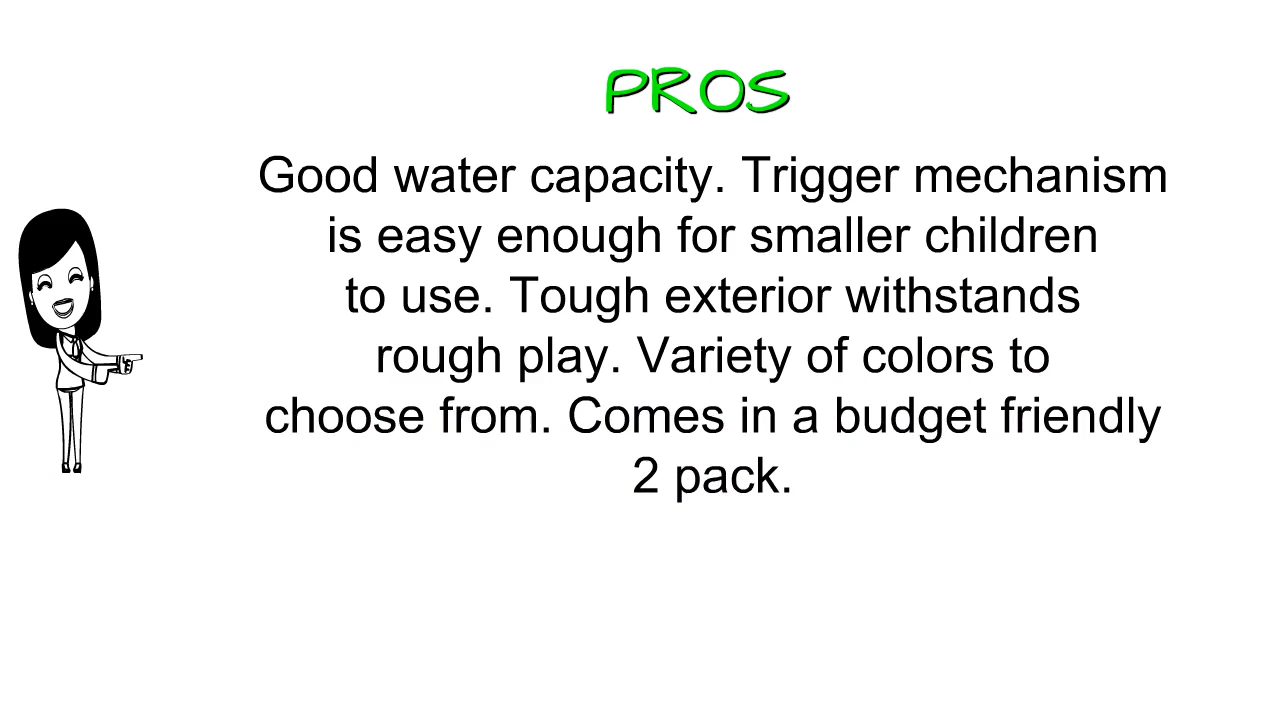 PROS
Good water capacity. Trigger mechanism
is easy enough for smaller children
to use. Tough exterior withstands
rough play. Variety of colors to
choose from. Comes in a budget friendly
2 pack.